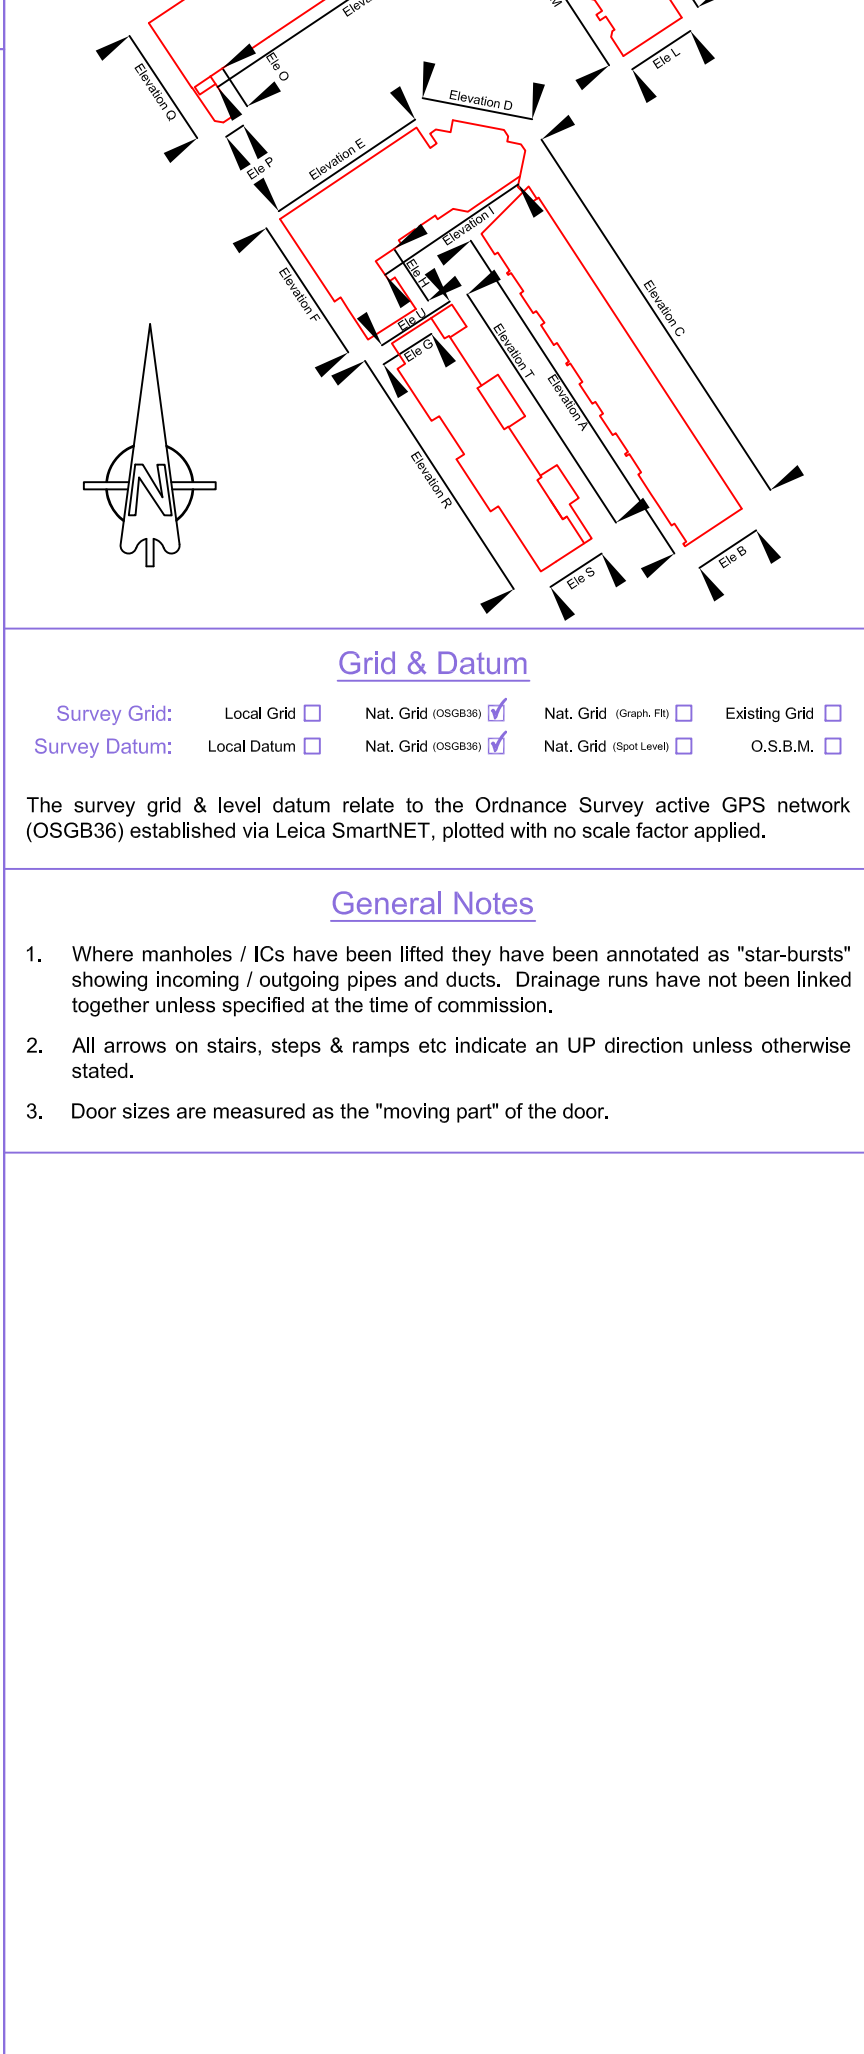 Eleva
M
Ele L
Elevation Q
Ele O
Elevation D
Ele P
Elevation E
Elevation I
Elevation F
Ele H
Ele U
Ele G
Elevation C
Elevation T
Elevation A
Elevation R
N
Ele S
Ele B
Grid & Datum
Survey Grid: Local Grid Nat. Grid (OSGB36) Nat. Grid (Graph. Flt) Existing Grid
Survey Datum: Local Datum Nat. Grid (OSGB36) Nat. Grid (Spot Level) O.S.B.M.
The survey grid & level datum relate to the Ordnance Survey active GPS network
(OSGB36) established via Leica SmartNET, plotted with no scale factor applied.
General Notes
1. Where manholes / ICs have been lifted they have been annotated as "star-bursts"
showing incoming / outgoing pipes and ducts. Drainage runs have not been linked
together unless specified at the time of commission.
2. All arrows on stairs, steps & ramps etc indicate an UP direction unless otherwise
stated.
3. Door sizes are measured as the "moving part" of the door.